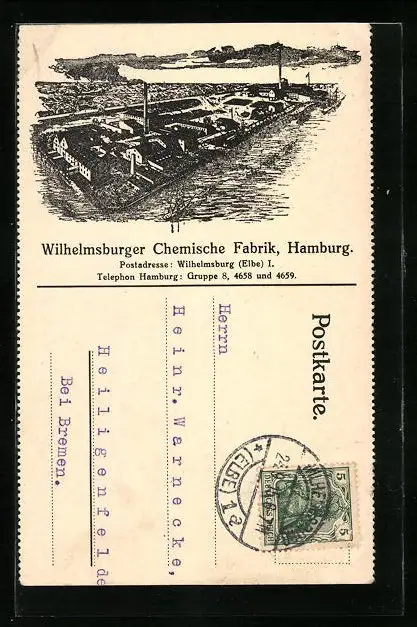 Wilhelmsburger Chemische Fabrik, Hamburg.
Postadresse: Wilhelmsburg (Elbe) I.
Telephon Hamburg: Gruppe 8, 4658 und 4659.
Postkarte.
Herrn
Heinr. Warnecke,
Heiligenfelde
Bei Bremen.
(ELBE) 1 a
5 5